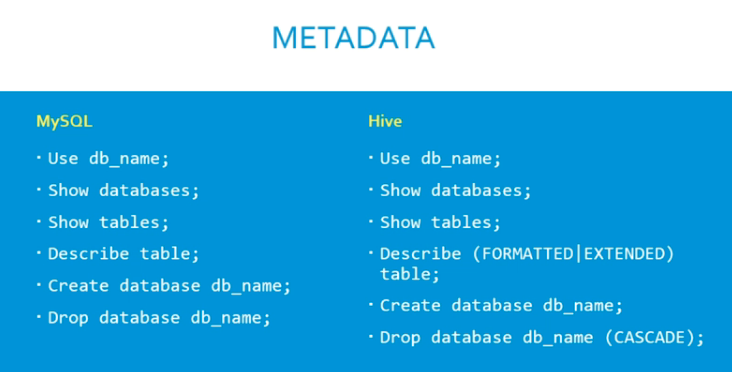 METADATA
MySQL
· Use db_name;
· Show databases;
· Show tables;
· Describe table;
· Create database db_name;
· Drop database db_name;
Hive
· Use db_name;
· Show databases;
· Show tables;
· Describe (FORMATTED|EXTENDED)
table;
· Create database db_name;
· Drop database db_name (CASCADE);